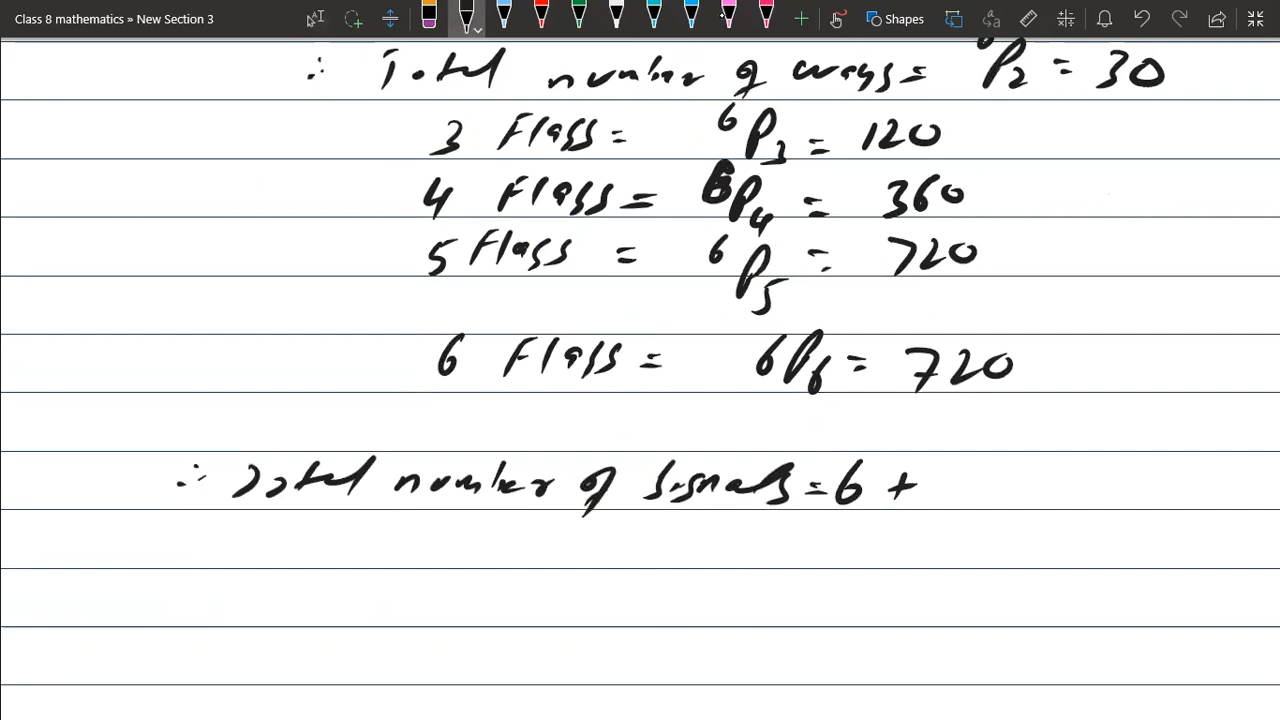 Class 8 mathematics » New Section 3 Shapes
∴ Total number of ways = ⁶P₂ = 30
3 Flags = ⁶P₃ = 120
4 Flags = ⁶P₄ = 360
5 Flags = ⁶P₅ = 720
6 Flags = 6P₆ = 720
∴ Total number of signals = 6 +